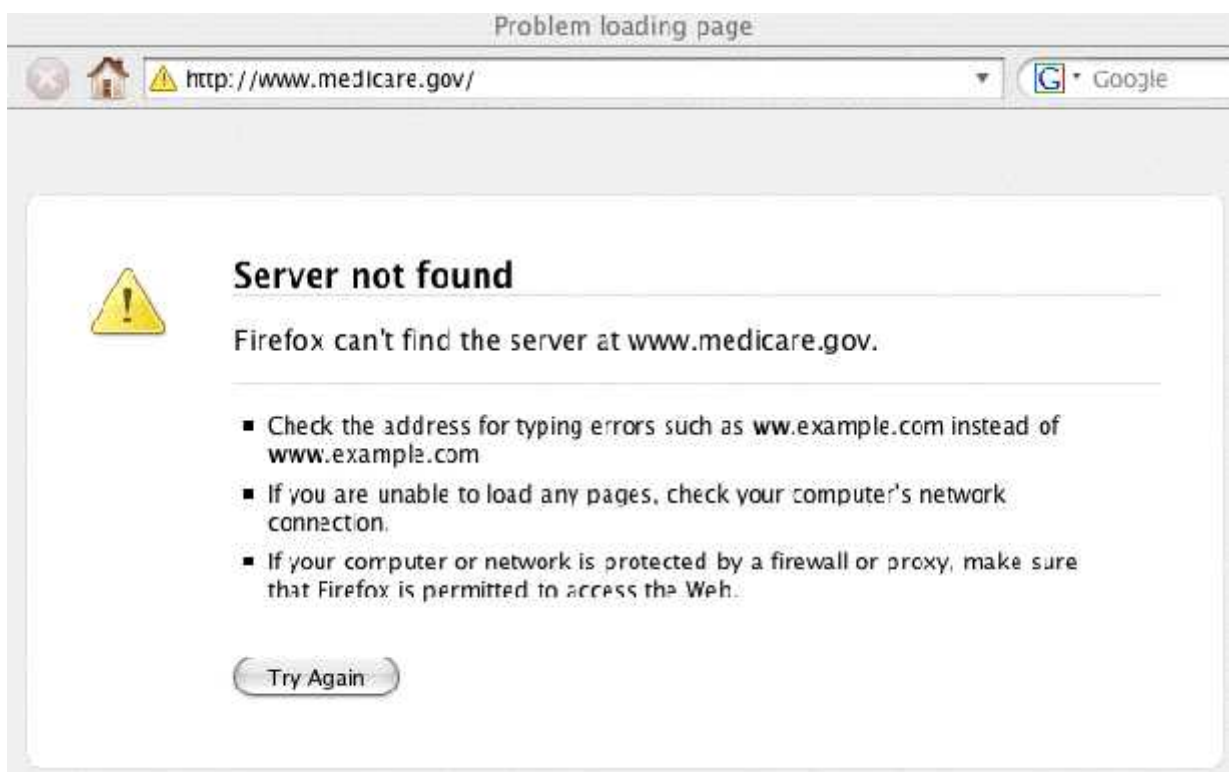 Problem loading page
http://www.medicare.gov/
G Google
Server not found
Firefox can't find the server at www.medicare.gov.
Check the address for typing errors such as ww.example.com instead of
www.example.com
If you are unable to load any pages, check your computer's network
connection.
If your computer or network is protected by a firewall or proxy, make sure
that Firefox is permitted to access the Web.
Try Again